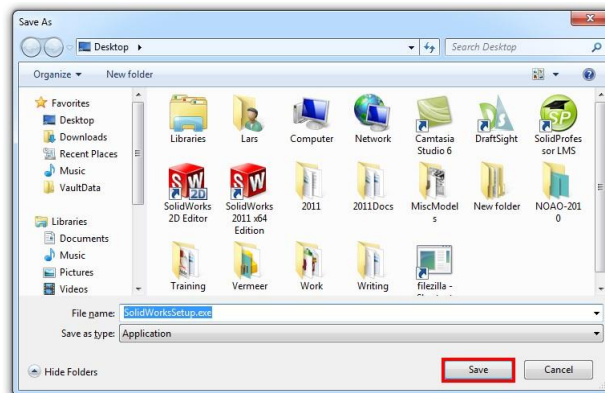 Save As
Desktop
Search Desktop
Organize
New folder
Favorites
Desktop
Downloads
Recent Places
Music
VaultData
Libraries
Documents
Music
Pictures
Videos
Libraries
Lars
Computer
Network
Camtasia
Studio 6
DraftSight
SolidProfes
sor LMS
SolidWorks
2D Editor
SolidWorks
2011 x64
Edition
2011
2011Docs
MiscModel
s
New folder
NOAO-201
0
Training
Vermeer
Work
Writing
filezilla -
File name: SolidWorksSetup.exe
Save as type: Application
Hide Folders
Save
Cancel